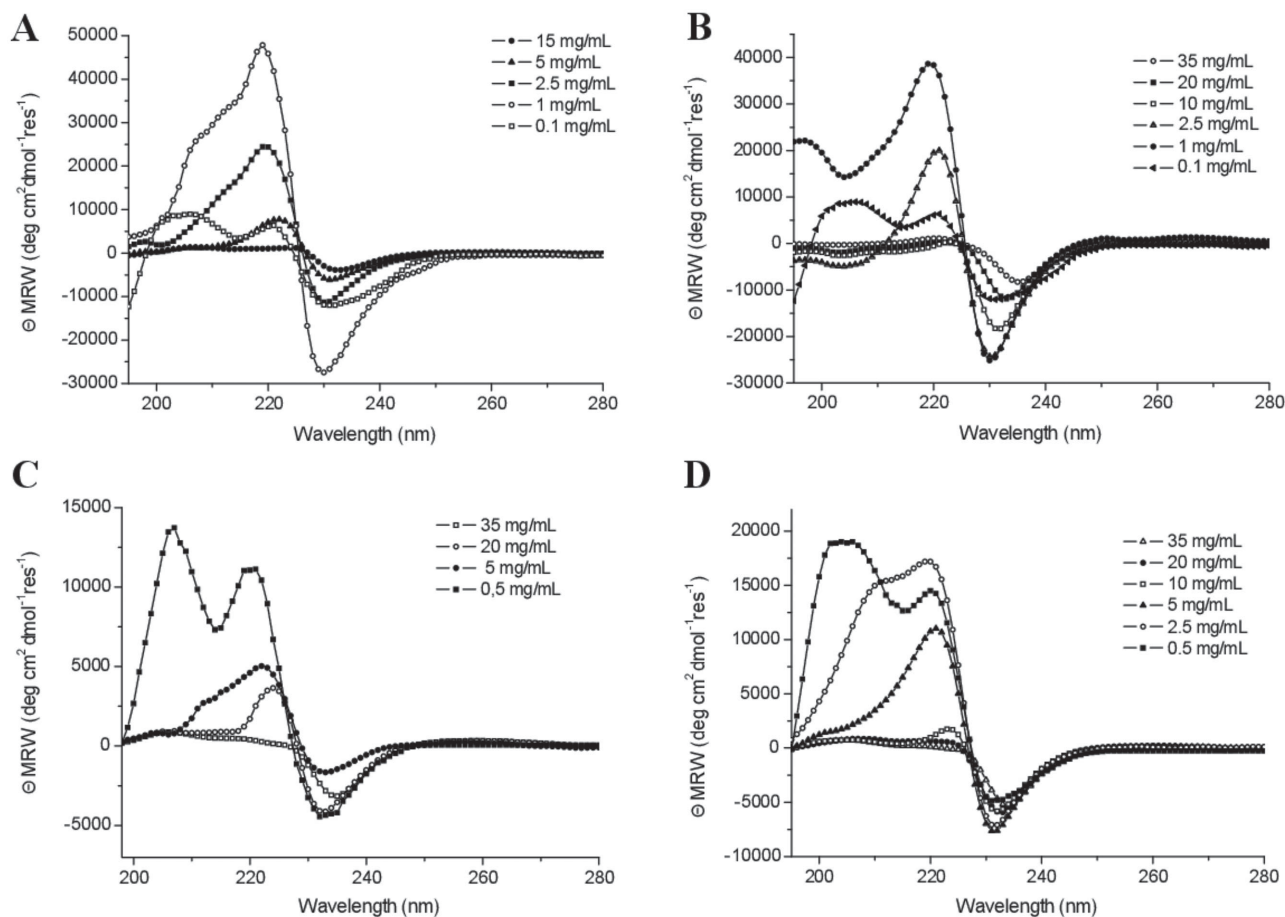 A
Θ MRW (deg cm² dmol⁻¹res⁻¹)
50000
40000
30000
20000
10000
0
-10000
-20000
-30000
15 mg/mL
5 mg/mL
2.5 mg/mL
1 mg/mL
0.1 mg/mL
200 220 240 260 280
Wavelength (nm)
B
Θ MRW (deg cm² dmol⁻¹res⁻¹)
40000
30000
20000
10000
0
-10000
-20000
-30000
35 mg/mL
20 mg/mL
10 mg/mL
2.5 mg/mL
1 mg/mL
0.1 mg/mL
200 220 240 260 280
Wavelength (nm)
C
Θ MRW (deg cm² dmol⁻¹res⁻¹)
15000
10000
5000
0
-5000
35 mg/mL
20 mg/mL
5 mg/mL
0,5 mg/mL
200 220 240 260 280
Wavelength (nm)
D
Θ MRW (deg cm² dmol⁻¹res⁻¹)
20000
15000
10000
5000
0
-5000
-10000
35 mg/mL
20 mg/mL
10 mg/mL
5 mg/mL
2.5 mg/mL
0.5 mg/mL
200 220 240 260 280
Wavelength (nm)